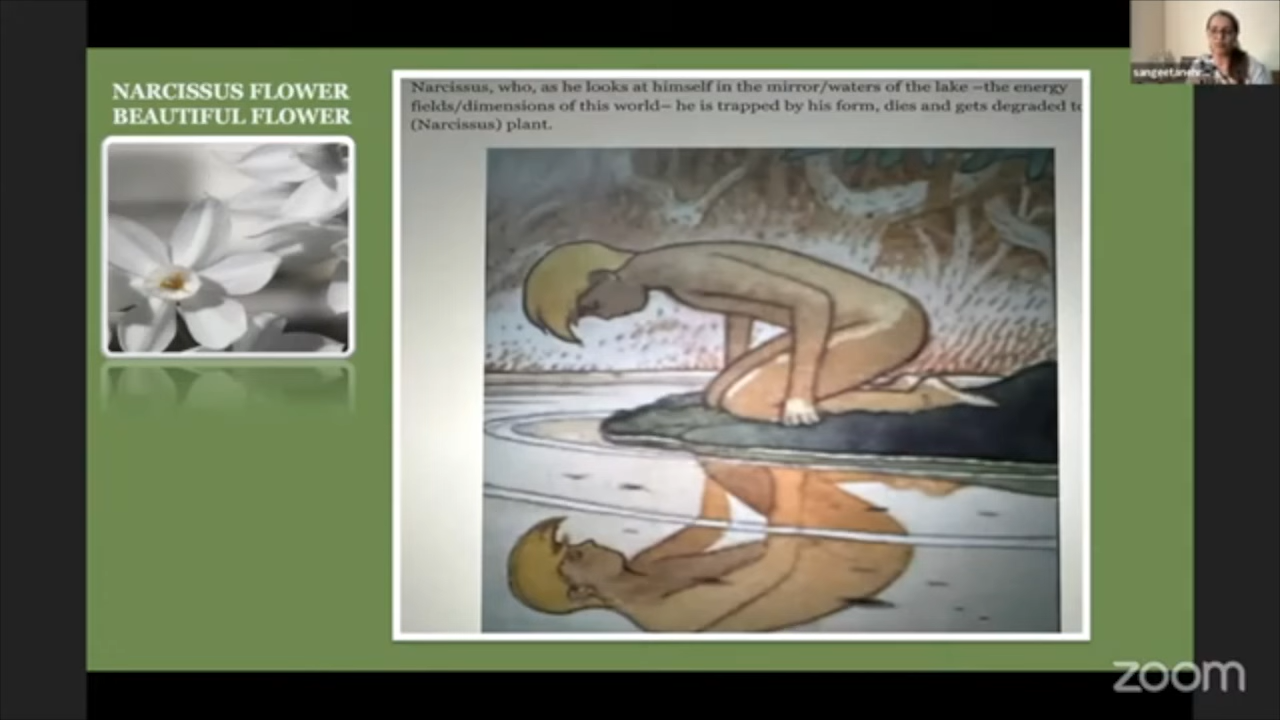 NARCISSUS FLOWER
BEAUTIFUL FLOWER
Narcissus, who, as he looks at himself in the mirror/waters of the lake –the energy
fields/dimensions of this world– he is trapped by his form, dies and gets degraded to
(Narcissus) plant.
zoom